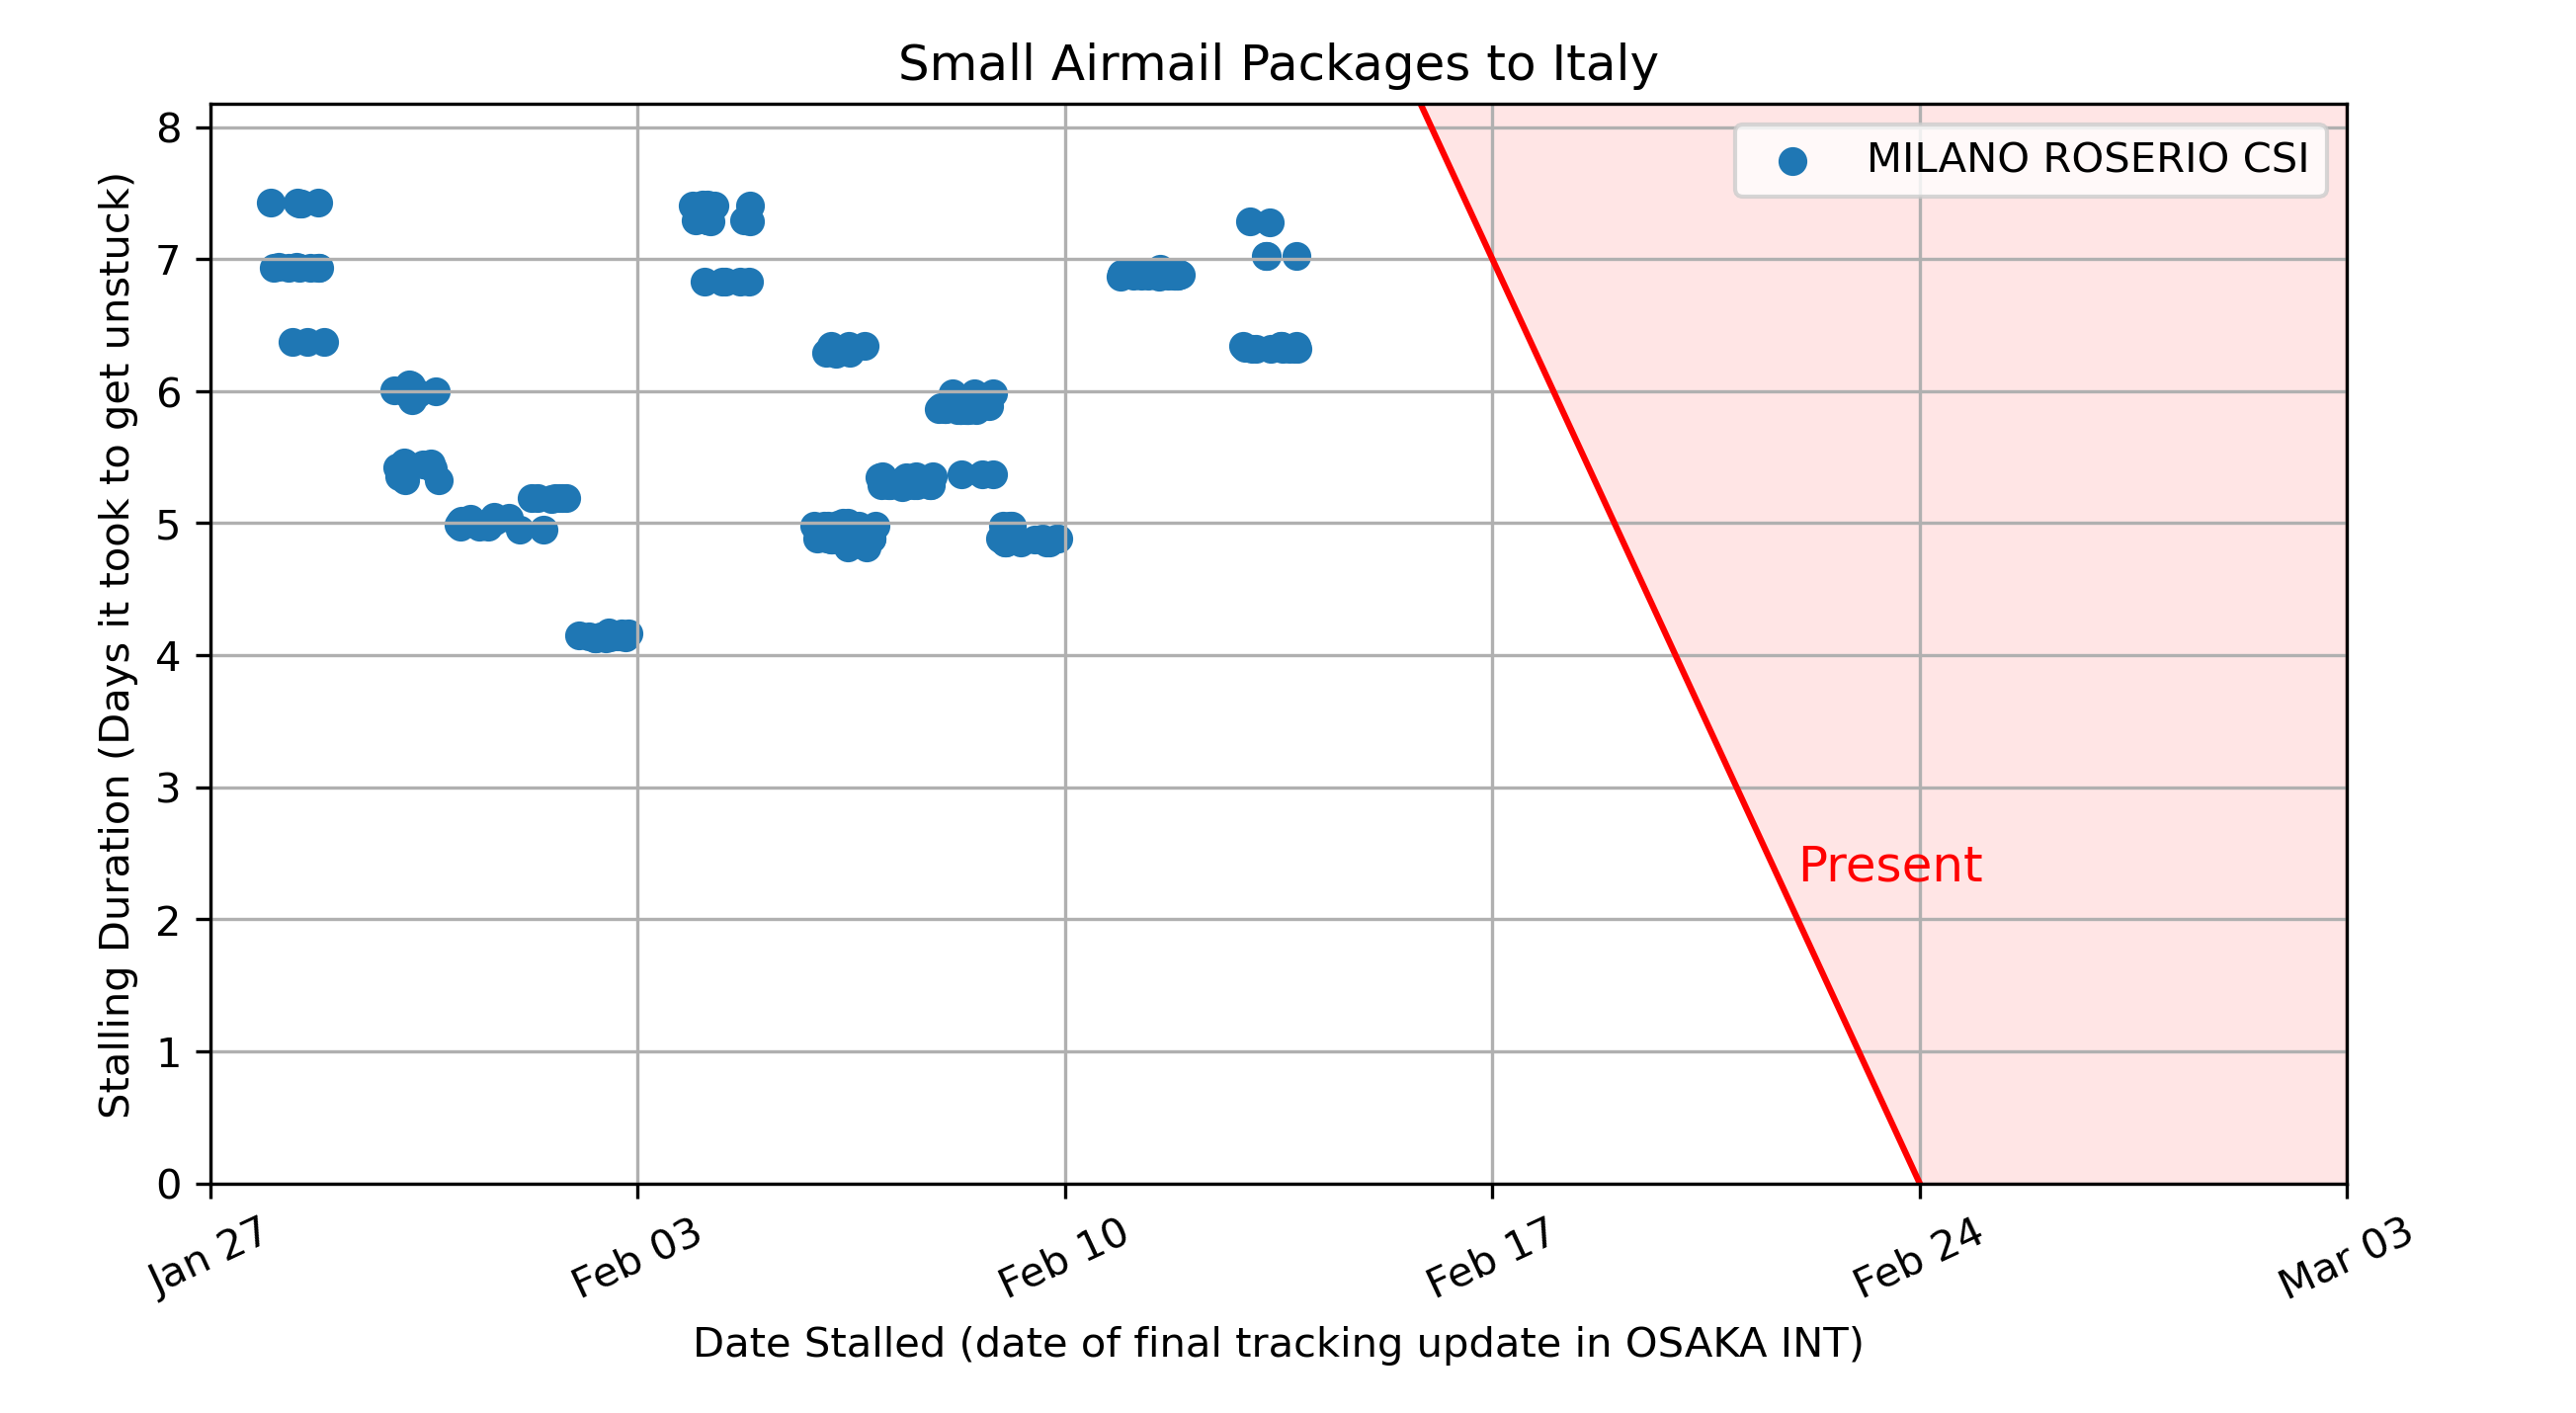 Small Airmail Packages to Italy
Stalling Duration (Days it took to get unstuck)
8
7
6
5
4
3
2
1
0
MILANO ROSERIO CSI
Present
Jan 27
Feb 03
Feb 10
Feb 17
Feb 24
Mar 03
Date Stalled (date of final tracking update in OSAKA INT)